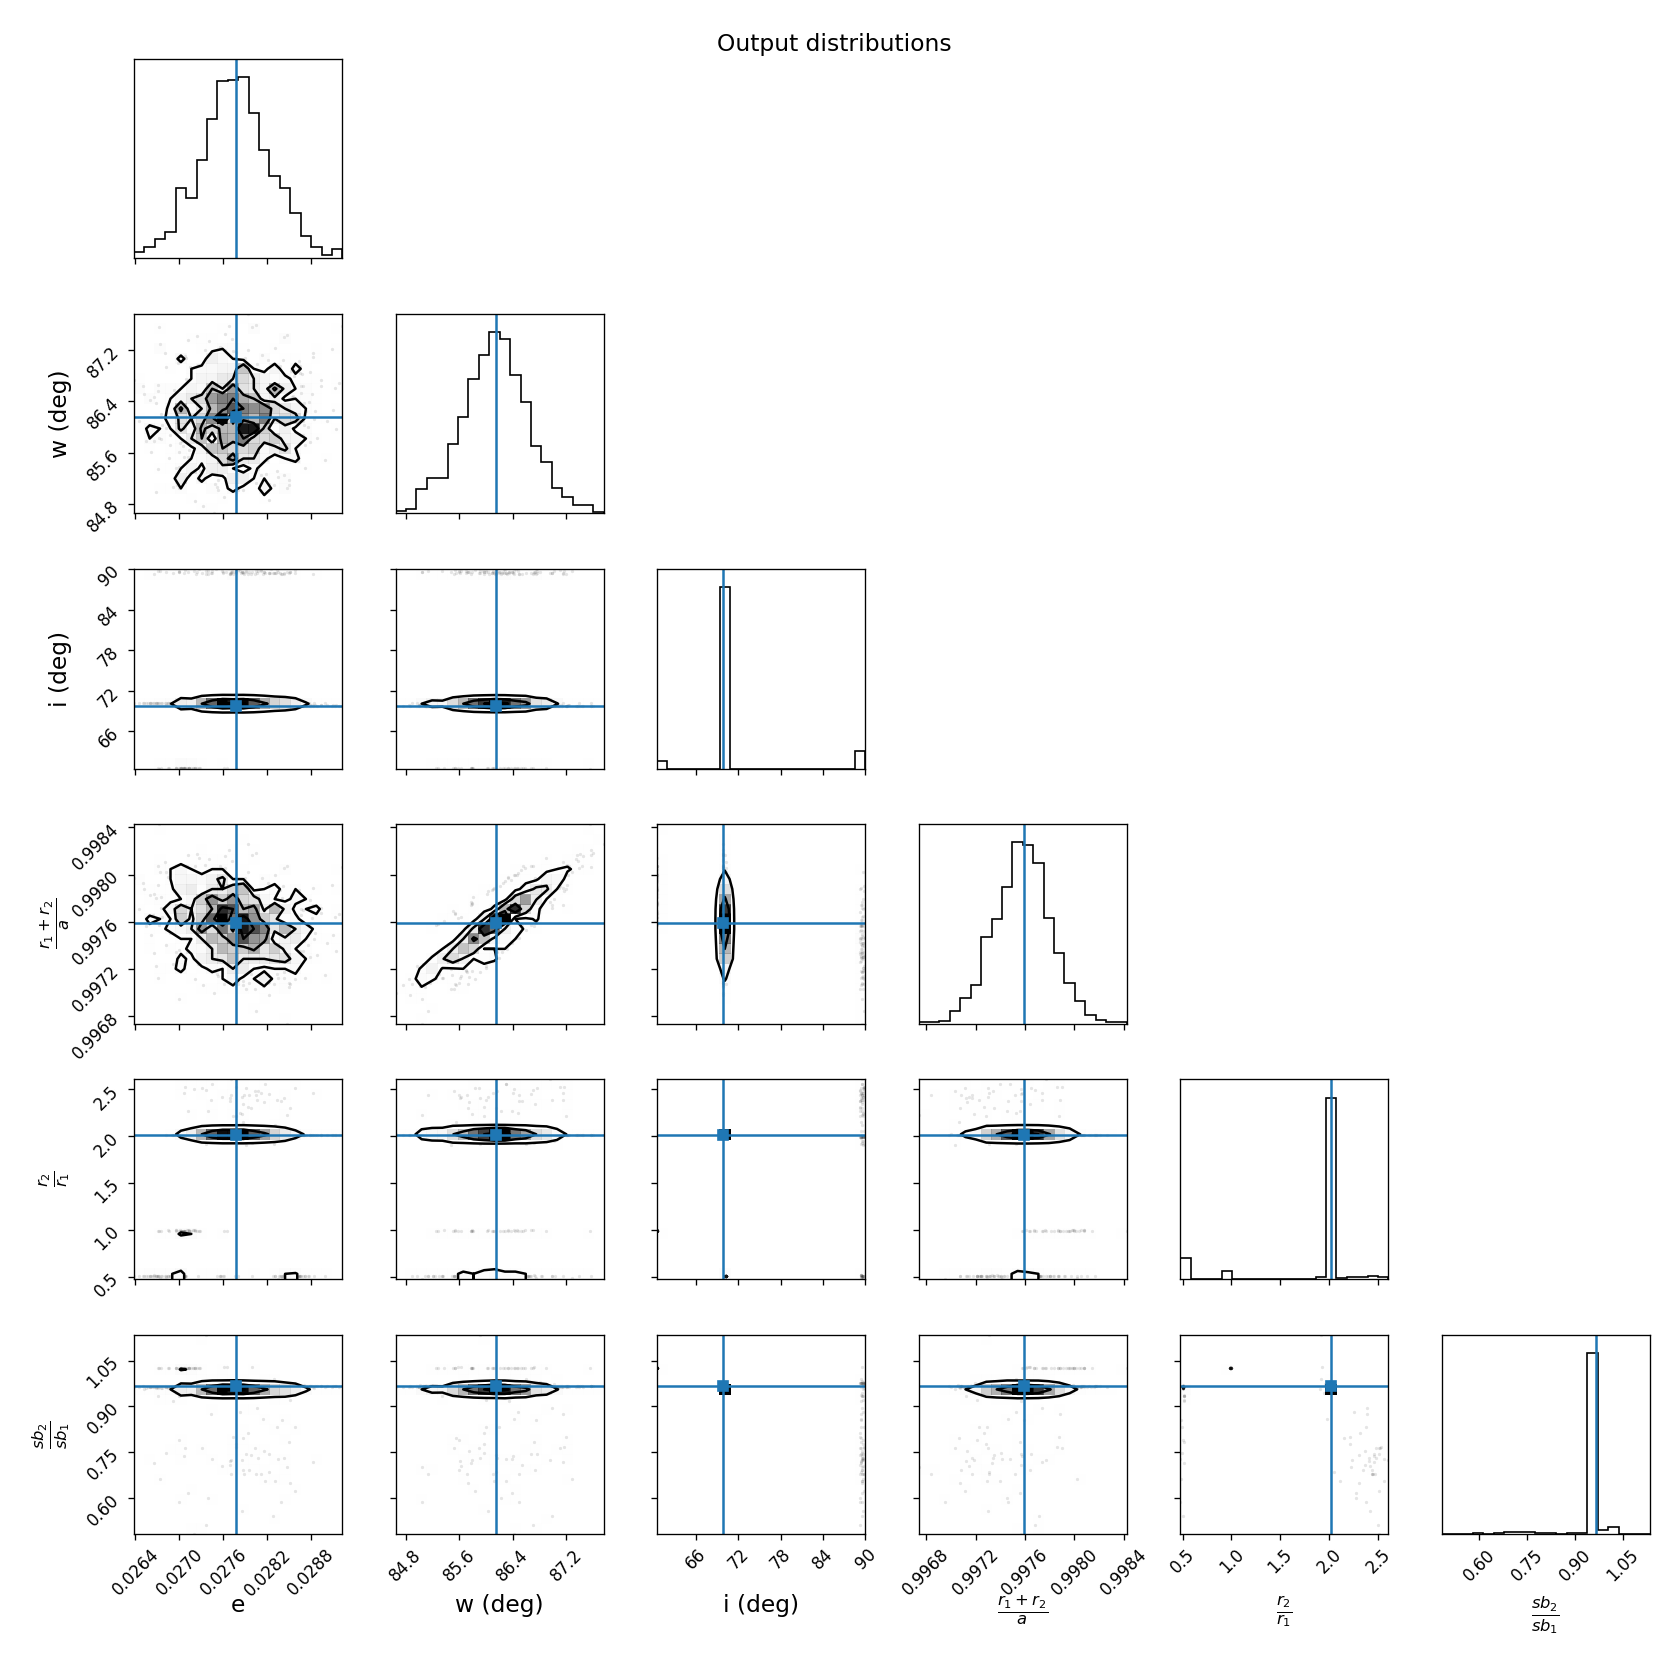 Output distributions
w (deg)
87.2
86.4
85.6
84.8
i (deg)
90
84
78
72
66
r₁ + r₂
a
0.9984
0.9980
0.9976
0.9972
0.9968
r₂
r₁
2.5
2.0
1.5
1.0
0.5
sb₂
sb₁
1.05
0.90
0.75
0.60
0.0264 0.0270 0.0276 0.0282 0.0288
e
84.8 85.6 86.4 87.2
w (deg)
66 72 78 84 90
i (deg)
0.9968 0.9972 0.9976 0.9980 0.9984
r₁ + r₂
a
0.5 1.0 1.5 2.0 2.5
r₂
r₁
0.60 0.75 0.90 1.05
sb₂
sb₁